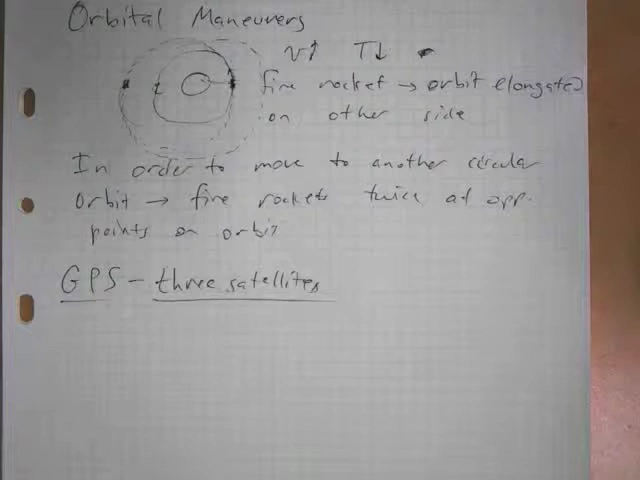 Orbital Maneuvers
v↑ T↓
fire rocket → orbit elongated
on other side
In order to move to another circular
orbit → fire rockets twice at opp.
points on orbit
GPS - three satellites